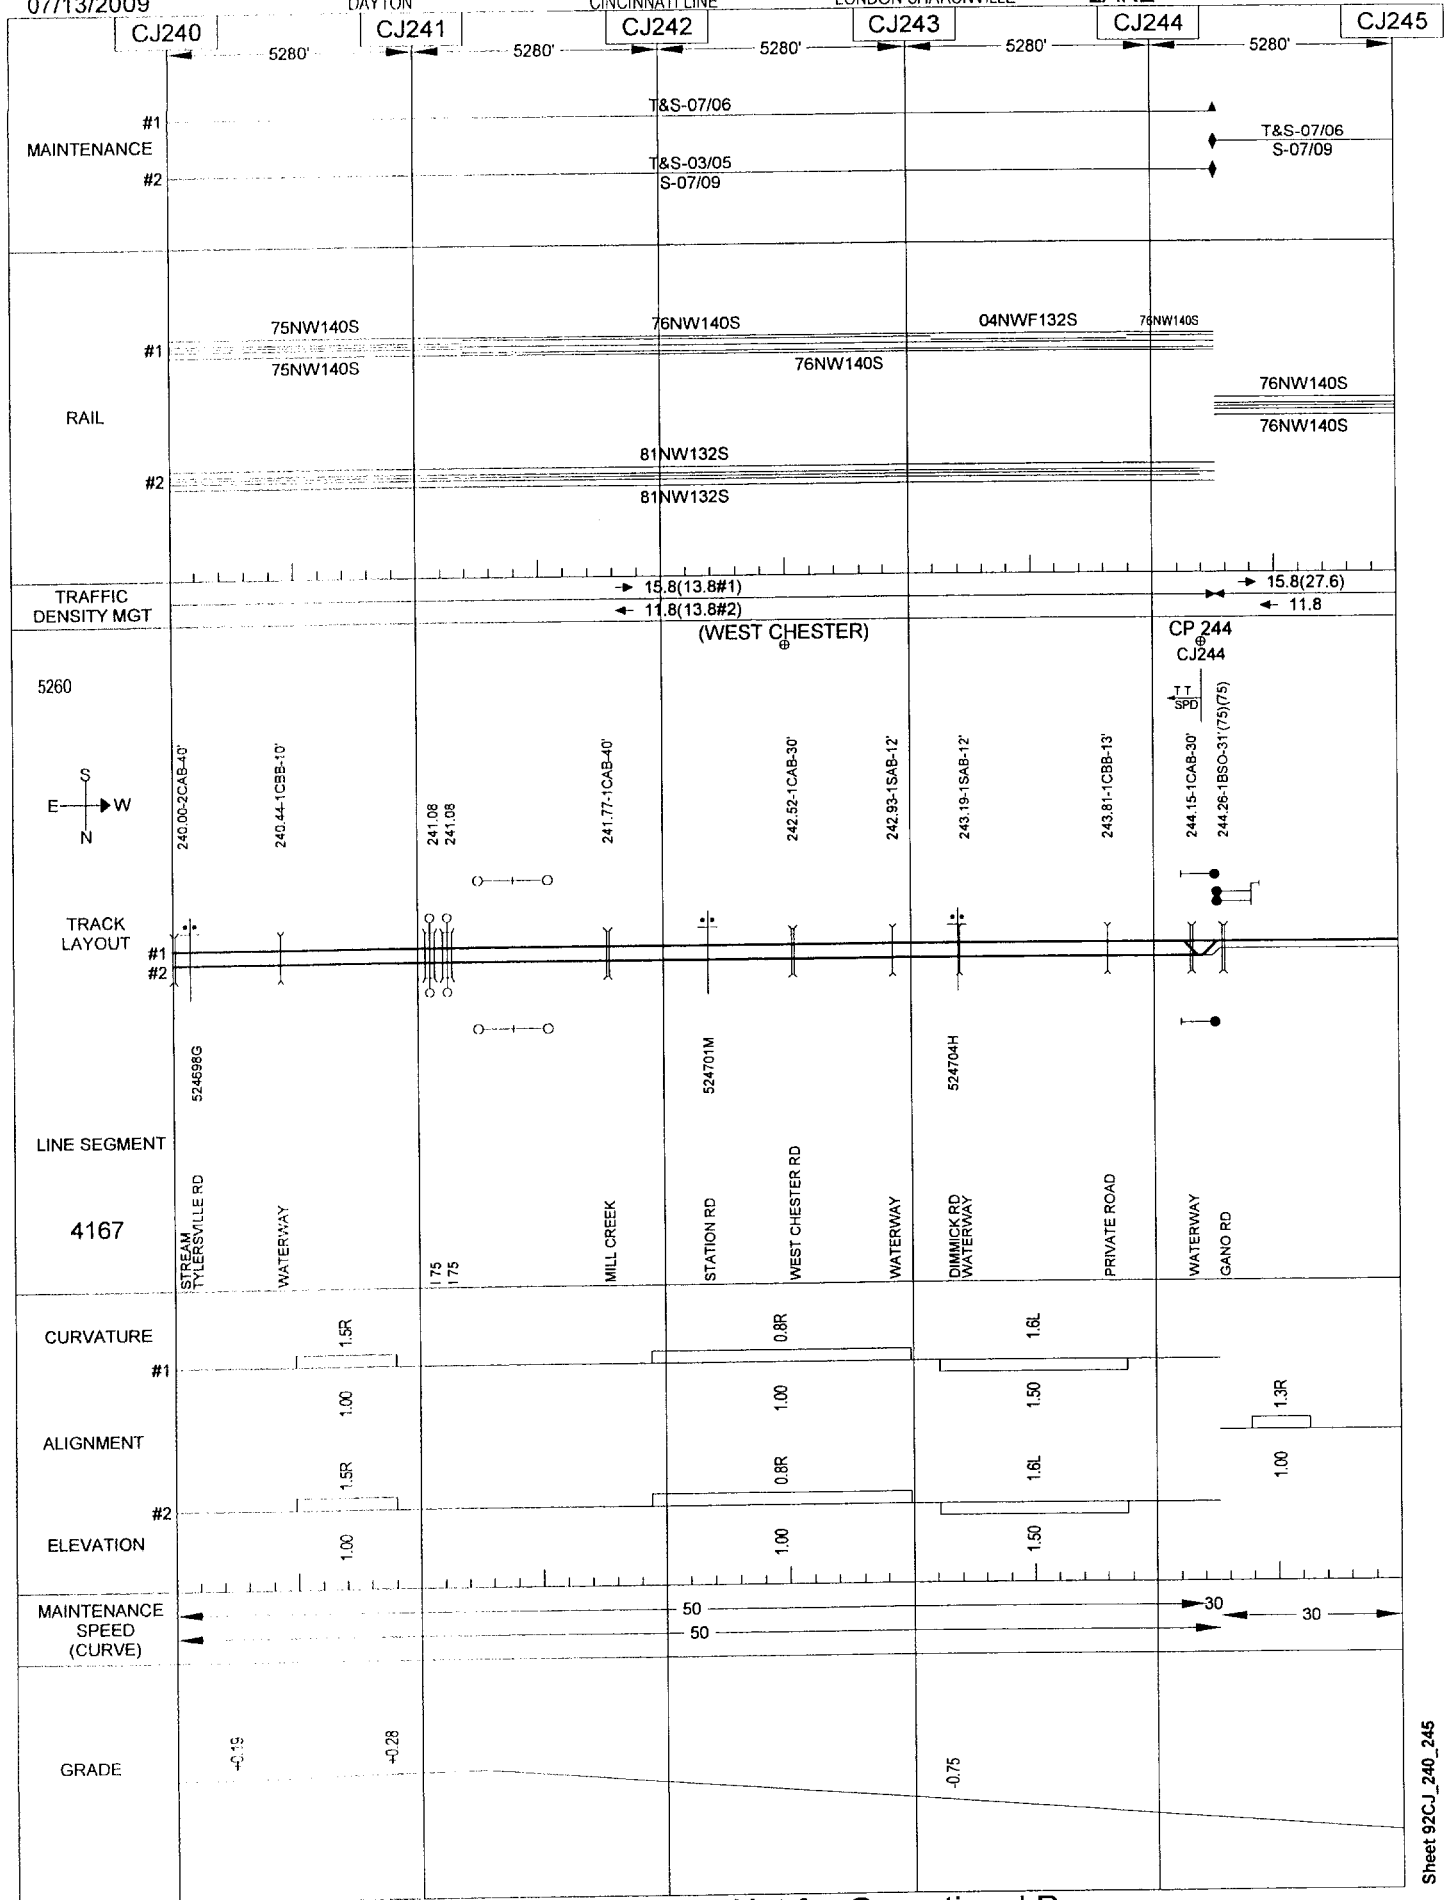 07/13/2009 DAYTON CINCINNATI LINE LONDON-SHARONVILLE
CJ240 CJ241 CJ242 CJ243 CJ244 CJ245
5280' 5280' 5280' 5280' 5280'
MAINTENANCE
#1
T&S-07/06
#2
T&S-03/05
S-07/09
T&S-07/06
S-07/09
RAIL
#1
75NW140S 76NW140S 04NWF132S 76NW140S
75NW140S 76NW140S
76NW140S
76NW140S
#2
81NW132S
81NW132S
TRAFFIC
DENSITY MGT
15.8(13.8#1) 15.8(27.6)
11.8(13.8#2) 11.8
(WEST CHESTER)
CP 244
CJ244
5260
TT
SPD
S
E W
N
240.00-2CAB-40'
240.44-1CBB-10'
241.08
241.08
241.77-1CAB-40'
242.52-1CAB-30'
242.93-1SAB-12'
243.19-1SAB-12'
243.81-1CBB-13'
244.15-1CAB-30'
244.26-1BSO-31'(75)(75)
TRACK
LAYOUT
#1
#2
524698G
524701M
524704H
LINE SEGMENT
4167
STREAM
TYLERSVILLE RD
WATERWAY
I 75
I 75
MILL CREEK
STATION RD
WEST CHESTER RD
WATERWAY
DIMMICK RD
WATERWAY
PRIVATE ROAD
WATERWAY
GANO RD
CURVATURE
#1
1.5R 0.8R 1.6L
1.00 1.00 1.50
1.3R
1.00
ALIGNMENT
#2
1.5R 0.8R 1.6L
1.00 1.00 1.50
ELEVATION
MAINTENANCE
SPEED
(CURVE)
50 30 30
50
GRADE
+0.19 +0.28 -0.75
Sheet 92CJ_240_245